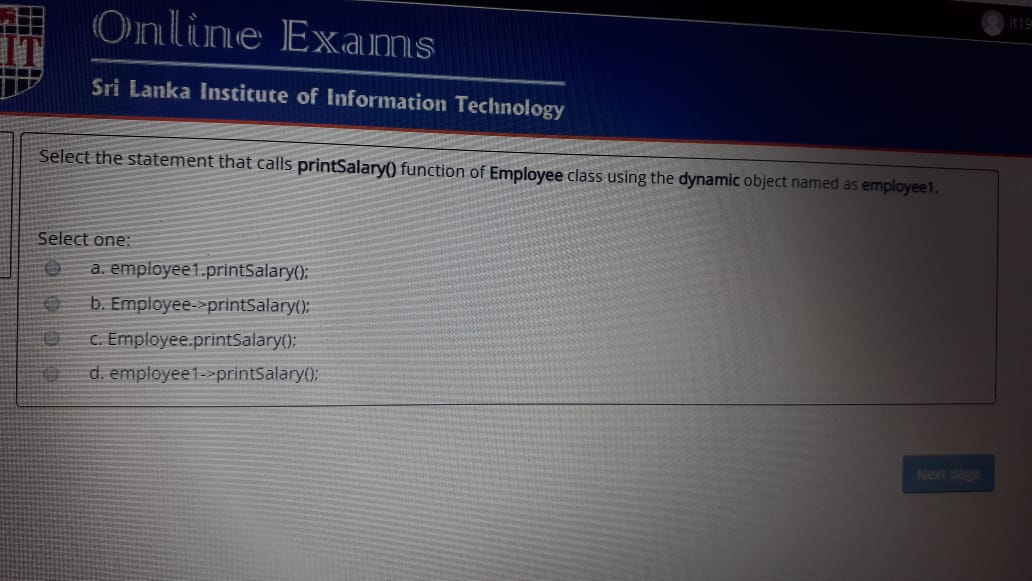 Online Exams
IT
Sri Lanka Institute of Information Technology
it19
Select the statement that calls printSalary() function of Employee class using the dynamic object named as employee1.
Select one:
a. employee1.printSalary();
b. Employee->printSalary();
c. Employee.printSalary();
d. employee1->printSalary();
Next page